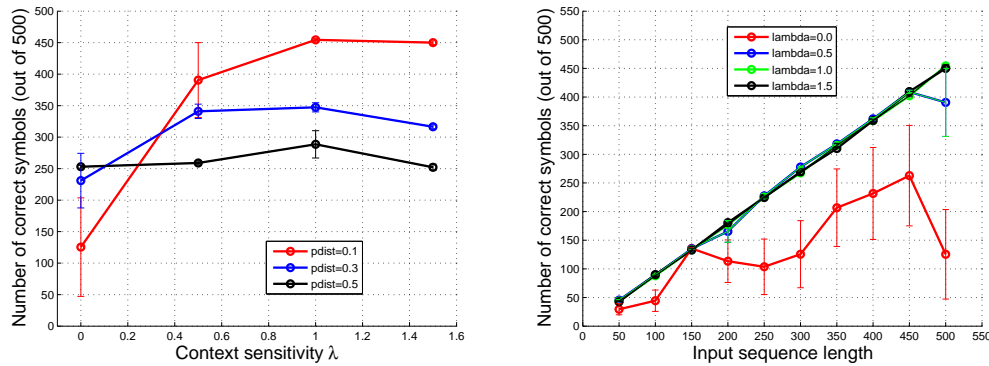 Number of correct symbols (out of 500)
500
450
400
350
300
250
200
150
100
50
0
0 0.2 0.4 0.6 0.8 1.0 1.2 1.4 1.6
Context sensitivity λ
pdist=0.1
pdist=0.3
pdist=0.5
Number of correct symbols (out of 500)
550
500
450
400
350
300
250
200
150
100
50
0
0 50 100 150 200 250 300 350 400 450 500 550
Input sequence length
lambda=0.0
lambda=0.5
lambda=1.0
lambda=1.5